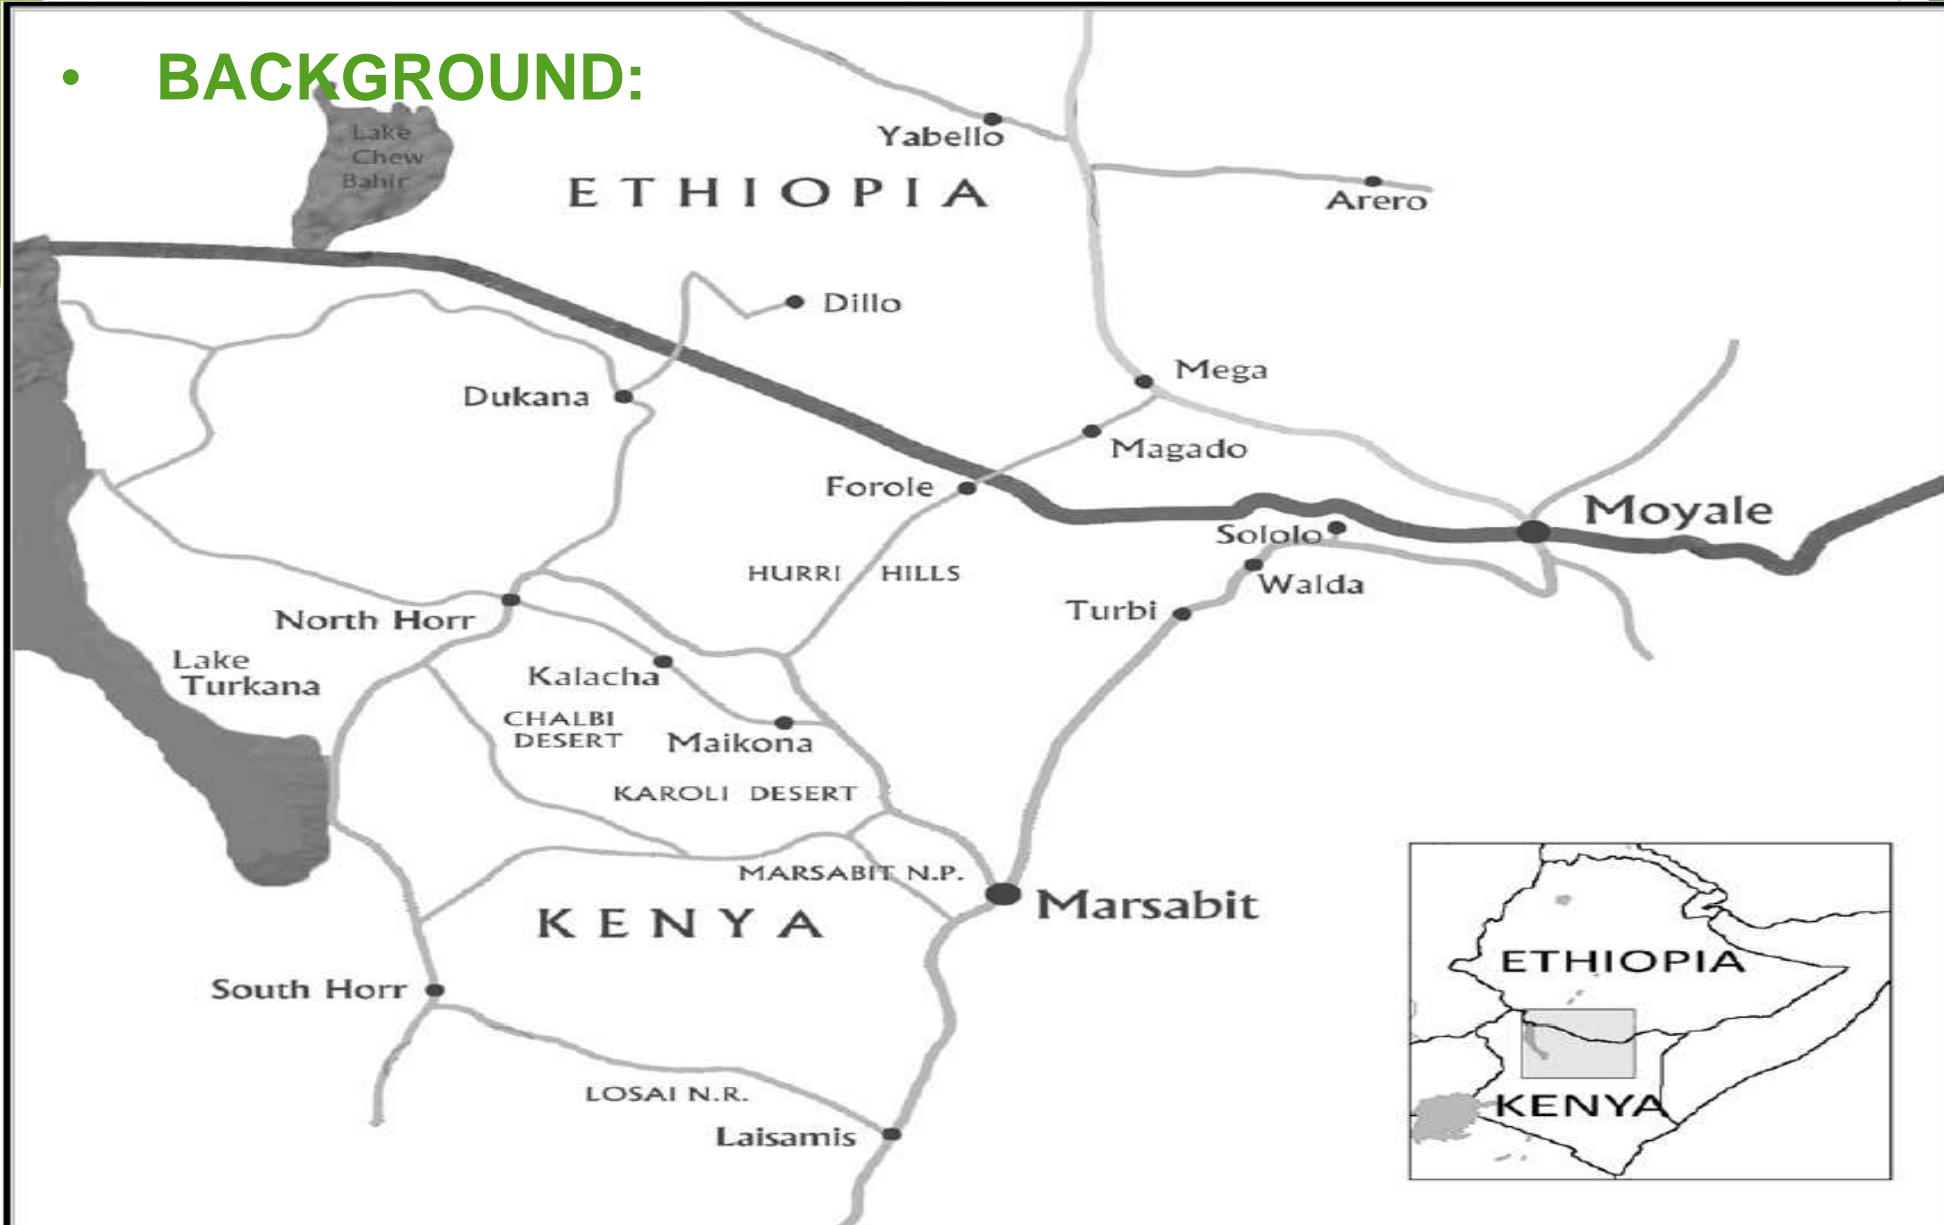 • BACKGROUND:
Lake
Chew
Bahir
Yabello
ETHIOPIA
Arero
Dillo
Mega
Dukana
Magado
Forole
Moyale
Sololo
HURRI HILLS
Walda
Turbi
North Horr
Lake
Turkana
Kalacha
CHALBI
DESERT
Maikona
KAROLI DESERT
MARSABIT N.P.
Marsabit
KENYA
South Horr
LOSAI N.R.
Laisamis
ETHIOPIA
KENYA